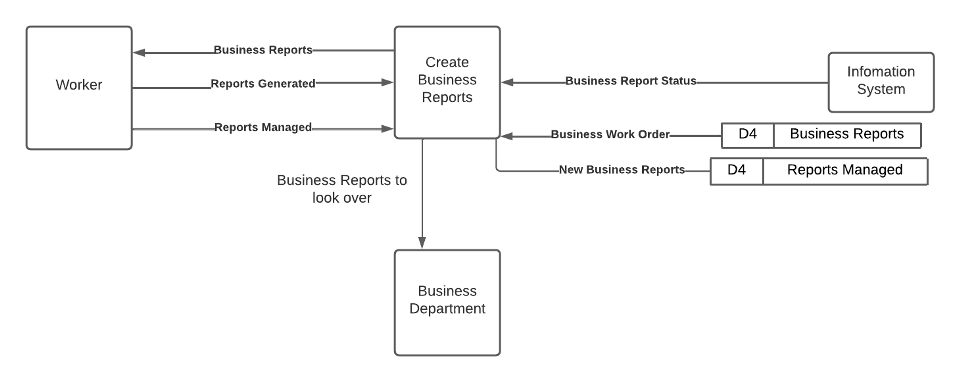 Worker
Business Reports
Reports Generated
Reports Managed
Create
Business
Reports
Business Report Status
Infomation
System
Business Work Order
D4
Business Reports
New Business Reports
D4
Reports Managed
Business Reports to
look over
Business
Department